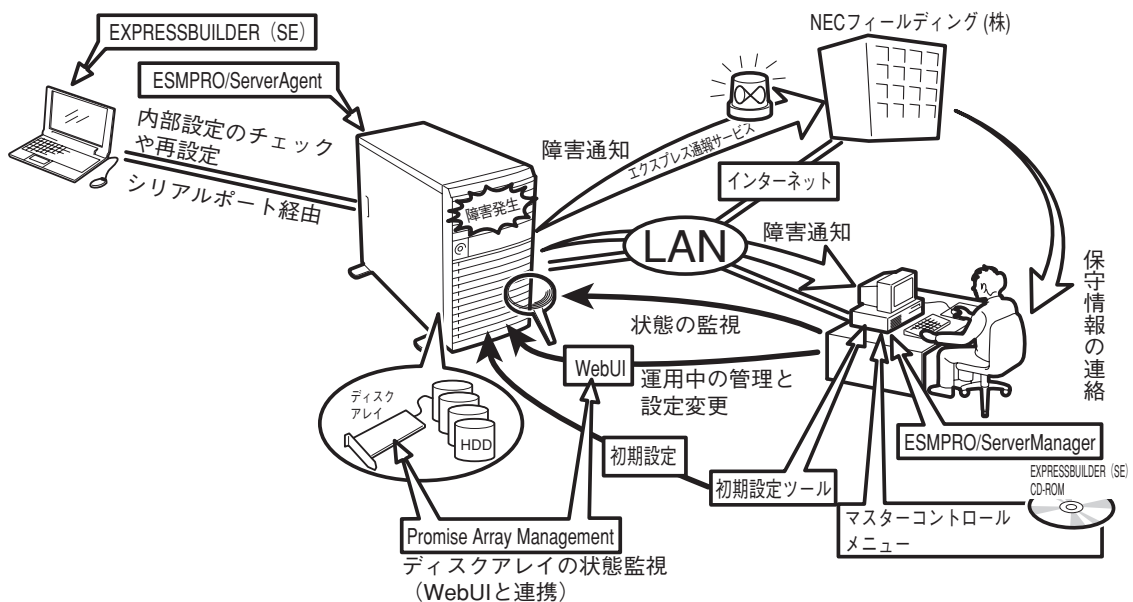 EXPRESSBUILDER（SE）
NECフィールディング (株)
ESMPRO/ServerAgent
内部設定のチェック
や再設定
シリアルポート経由
障害発生
障害通知
エクスプレス通報サービス
インターネット
LAN
障害通知
保守情報の連絡
状態の監視
WebUI
運用中の管理と
設定変更
ディスク
アレイ
HDD
初期設定
初期設定ツール
ESMPRO/ServerManager
EXPRESSBUILDER（SE）
CD-ROM
マスターコントロール
メニュー
Promise Array Management
ディスクアレイの状態監視
（WebUIと連携）